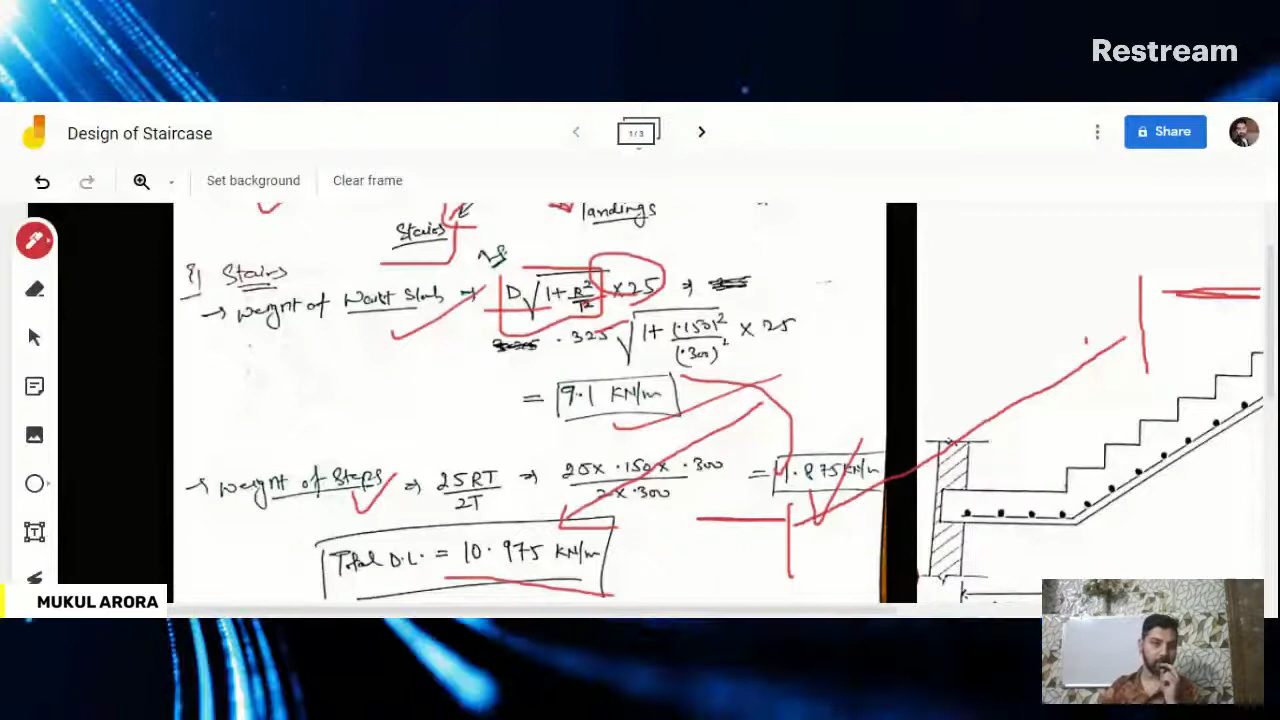 Restream
Design of Staircase
1/3
Share
Set background
Clear frame
landings
Stairs
Stairs
→ weight of waist slab ⇒ D√1+R²/T² × 25 ⇒
.325 √1+(.150)²/(.300)² × 25
= 9.1 KN/m
→ weight of Steps ⇒ 25RT/2T ⇒ 25×.150×.300/2×.300 = 1.875 KN/m
Total D.L. = 10.975 KN/m
MUKUL ARORA